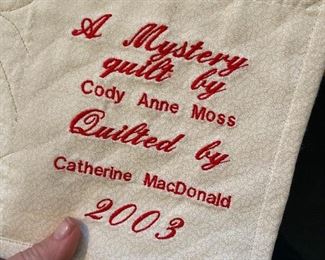 A Mystery
quilt by
Cody Anne Moss
Quilted by
Catherine MacDonald
2003